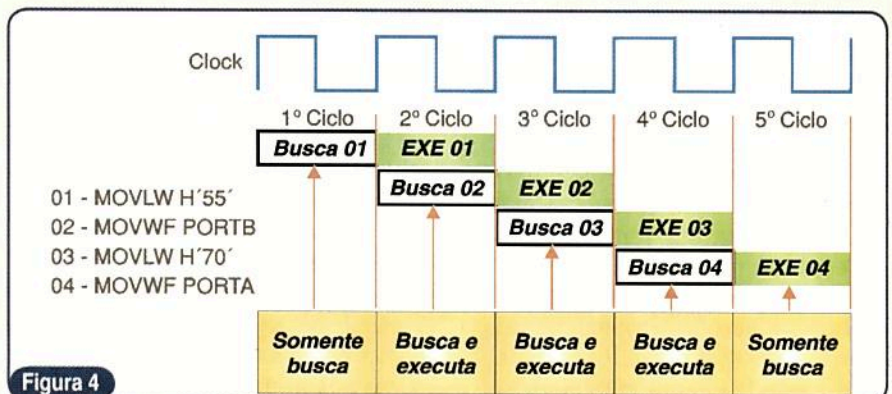 Clock
1º Ciclo 2º Ciclo 3º Ciclo 4º Ciclo 5º Ciclo
Busca 01 EXE 01
Busca 02 EXE 02
Busca 03 EXE 03
Busca 04 EXE 04
01 - MOVLW H´55´
02 - MOVWF PORTB
03 - MOVLW H´70´
04 - MOVWF PORTA
Somente busca
Busca e executa
Busca e executa
Busca e executa
Somente busca
Figura 4